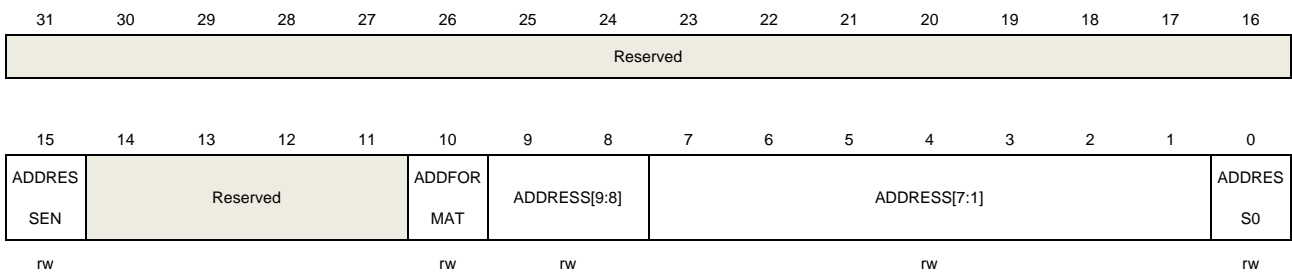 31 30 29 28 27 26 25 24 23 22 21 20 19 18 17 16
Reserved
15 14 13 12 11 10 9 8 7 6 5 4 3 2 1 0
ADDRES
SEN
Reserved
ADDFOR
MAT
ADDRESS[9:8]
ADDRESS[7:1]
ADDRES
S0
rw rw rw rw rw